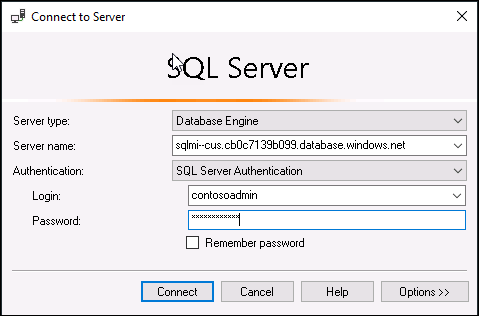 Connect to Server
SQL Server
Server type: Database Engine
Server name: sqlmi--cus.cb0c7139b099.database.windows.net
Authentication: SQL Server Authentication
Login: contosoadmin
Password: ************
Remember password
Connect Cancel Help Options >>